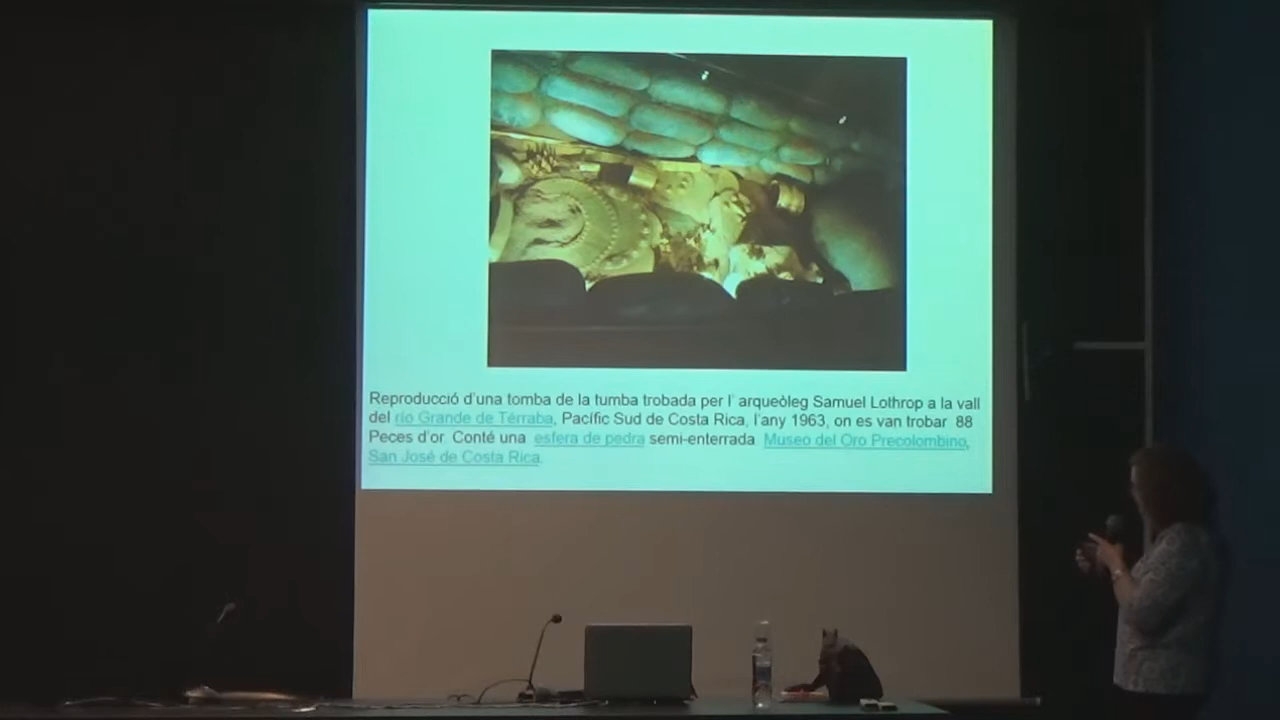 Reproducció d'una tomba de la tumba trobada per l' arqueòleg Samuel Lothrop a la vall
del río Grande de Térraba, Pacífic Sud de Costa Rica, l'any 1963, on es van trobar 88
Peces d'or. Conté una esfera de pedra semi-enterrada Museo del Oro Precolombino,
San José de Costa Rica.